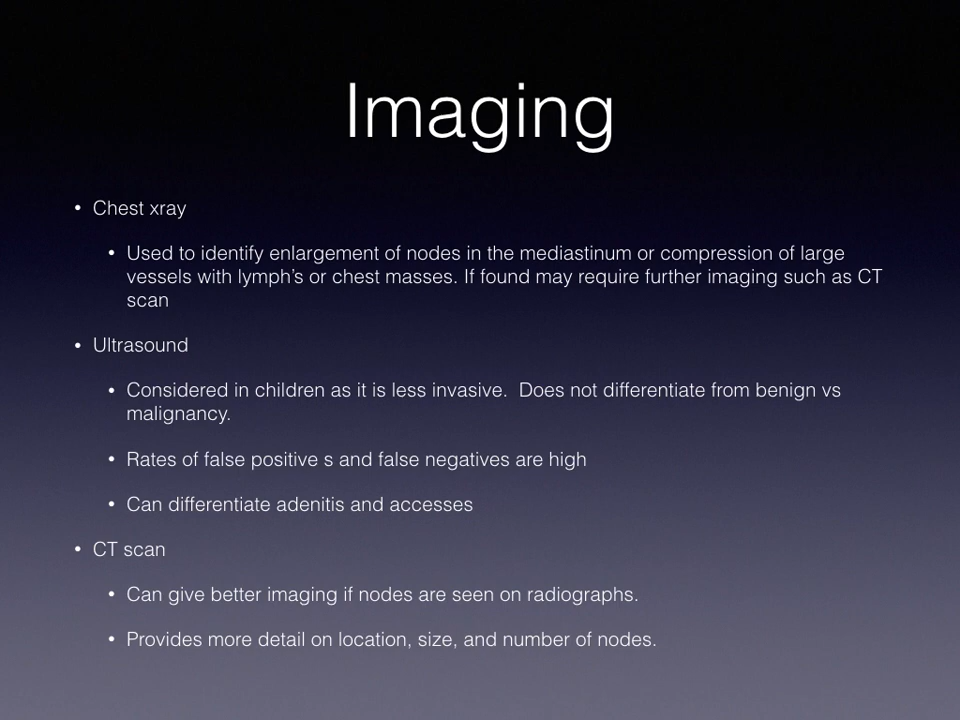 Imaging
• Chest xray
• Used to identify enlargement of nodes in the mediastinum or compression of large
vessels with lymph’s or chest masses. If found may require further imaging such as CT
scan
• Ultrasound
• Considered in children as it is less invasive.  Does not differentiate from benign vs
malignancy.
• Rates of false positive s and false negatives are high
• Can differentiate adenitis and accesses
• CT scan
• Can give better imaging if nodes are seen on radiographs.
• Provides more detail on location, size, and number of nodes.